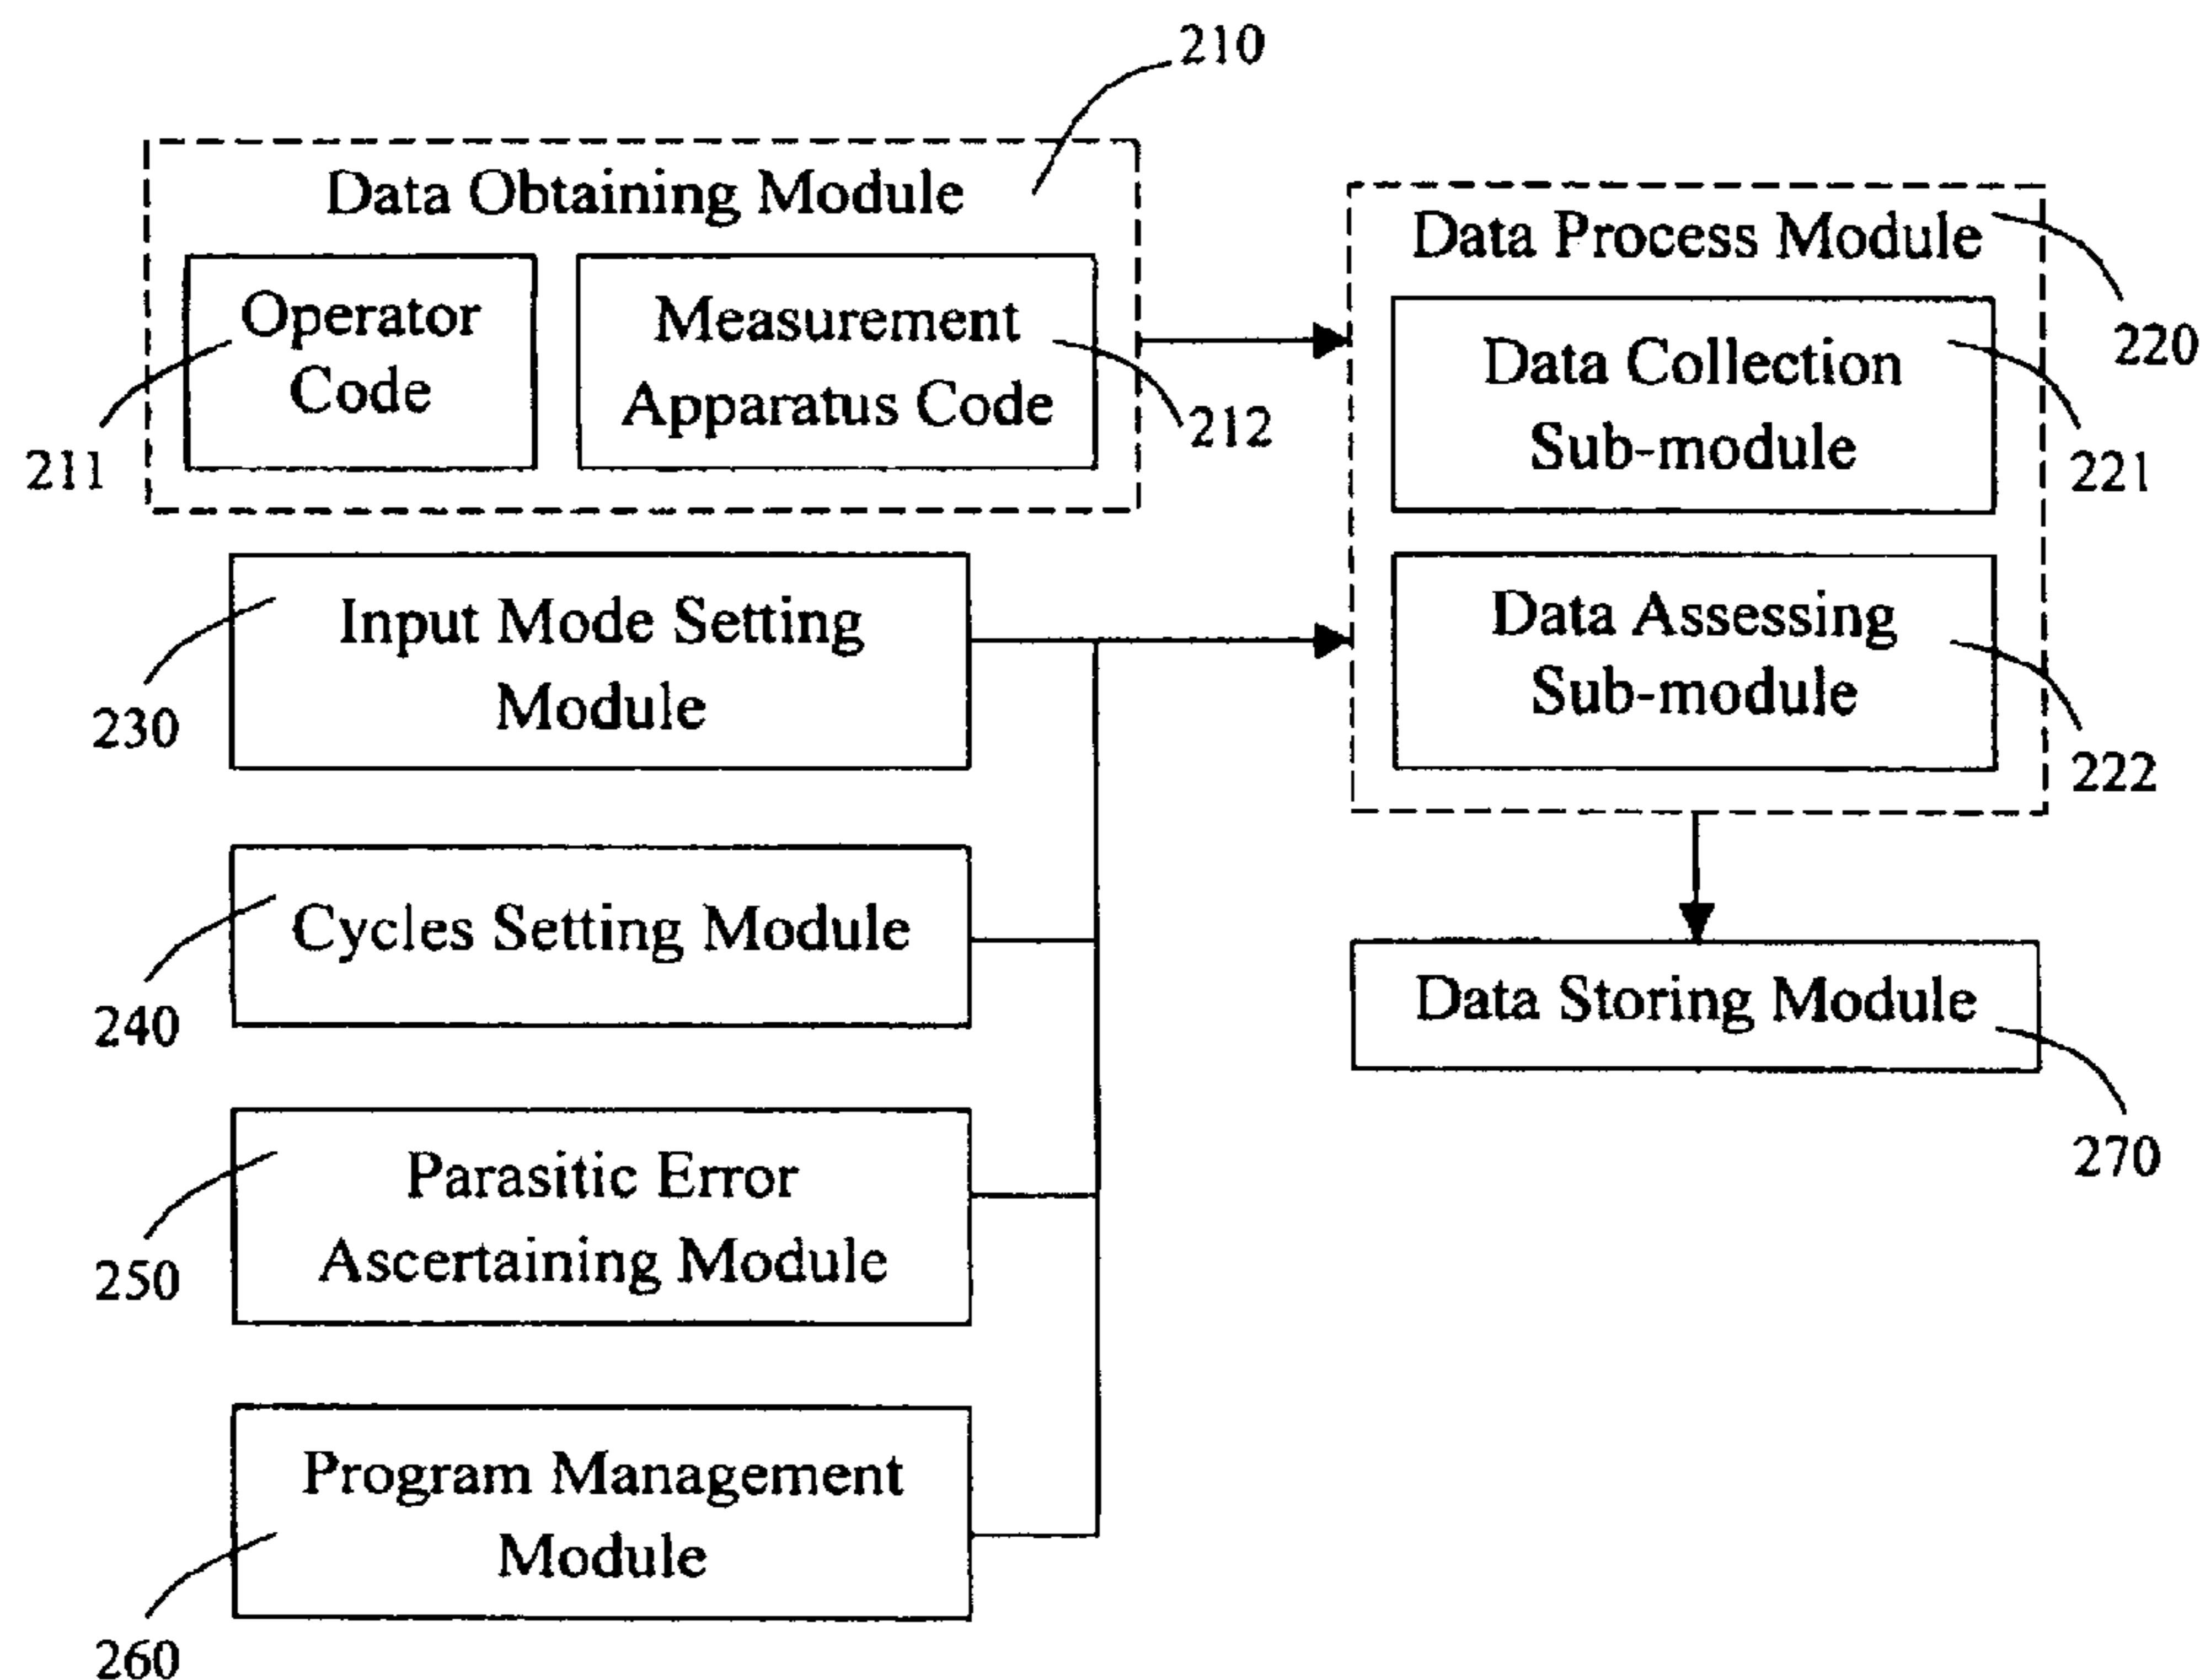 210
Data Obtaining Module
Operator
Code
Measurement
Apparatus Code
211
212
Data Process Module
220
Data Collection
Sub-module
221
Data Assessing
Sub-module
222
Input Mode Setting
Module
230
Cycles Setting Module
240
Data Storing Module
270
Parasitic Error
Ascertaining Module
250
Program Management
Module
260